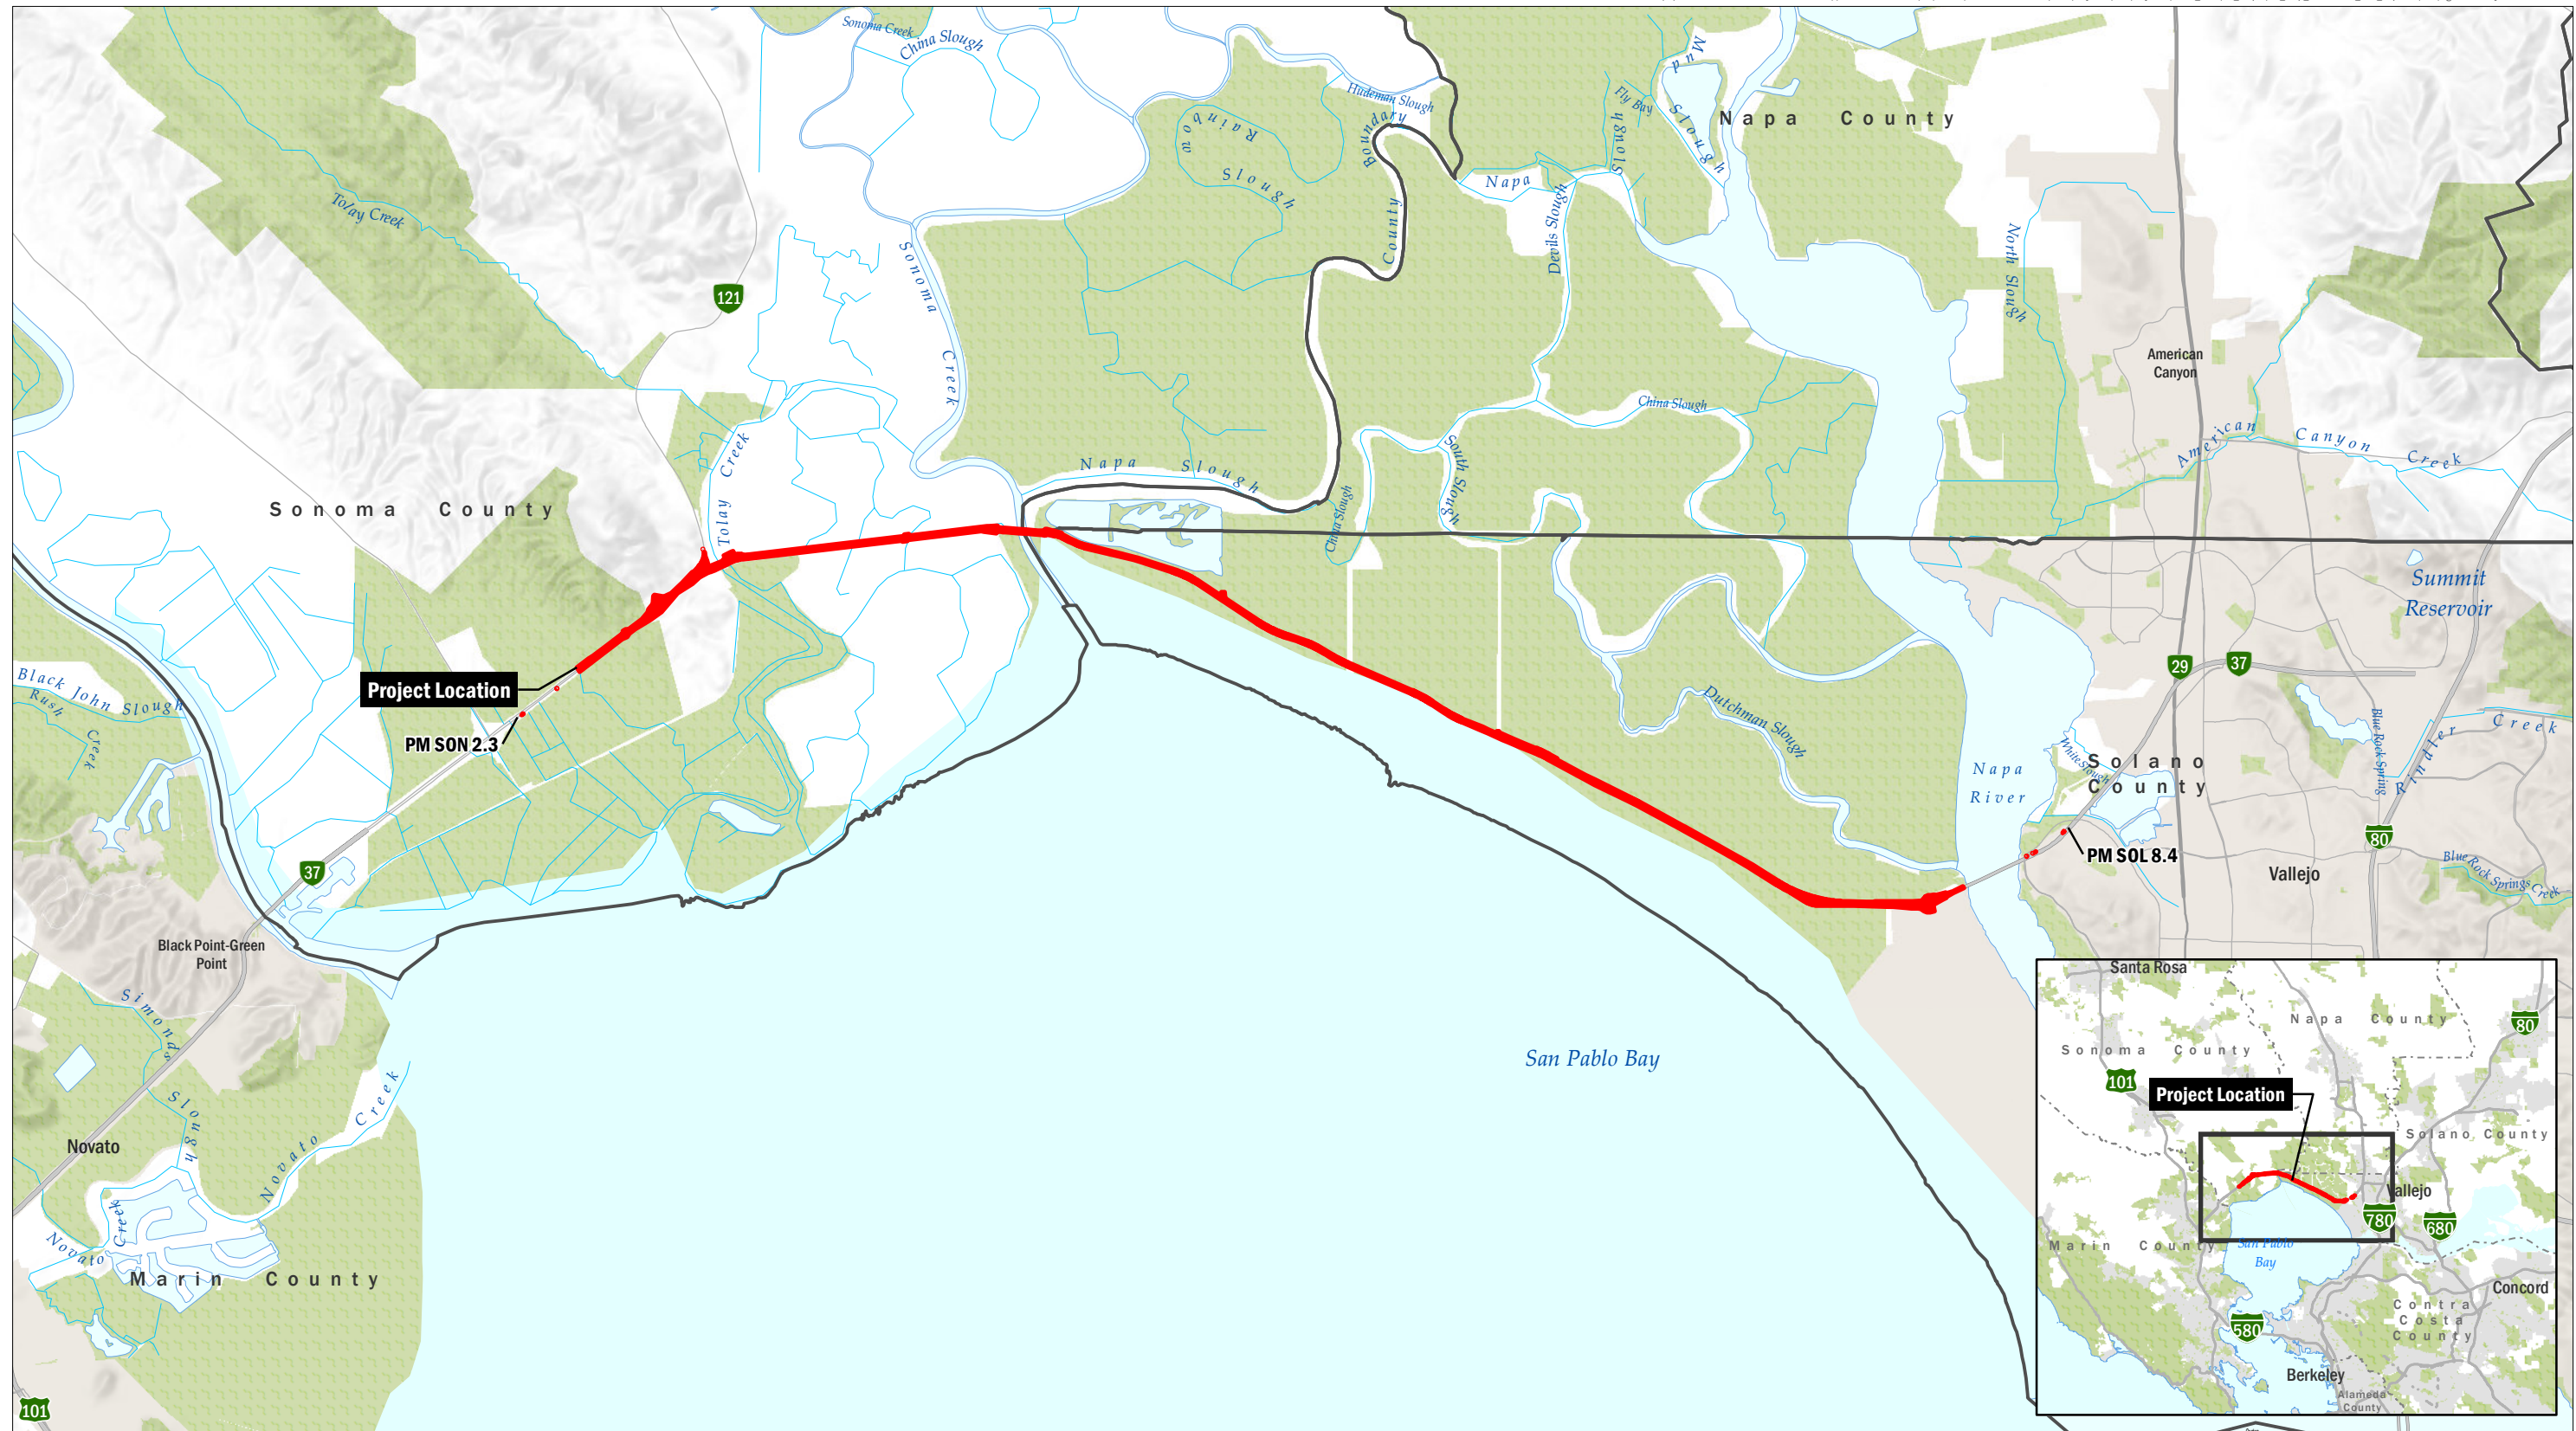 Sonoma Creek
China Slough
Mud
Slough
Hudeman Slough
Fly Bay
Napa County
Rainbow
Slough
County
Boundary
Napa
Slough
Devils Slough
Tolay Creek
121
Sonoma
Creek
North Slough
American
Canyon
China Slough
American Canyon Creek
Tolay Creek
Napa Slough
South Slough
China Slough
Sonoma County
Summit
Reservoir
Project Location
PM SON 2.3
Black John Slough
Rush
Creek
29
37
Dutchman Slough
Napa
River
White Slough
Solano
County
Blue Rock Spring
Rindler Creek
PM SOL 8.4
80
Vallejo
Blue Rock Springs Creek
37
Black Point-Green
Point
Simonds
Slough
San Pablo Bay
Novato
Novato Creek
Novato
Creek
Marin County
101
Santa Rosa
Napa County
80
Sonoma County
101
Project Location
Solano County
Vallejo
780
680
Marin County
San Pablo
Bay
Concord
Contra
Costa
County
580
Berkeley
Alameda
County